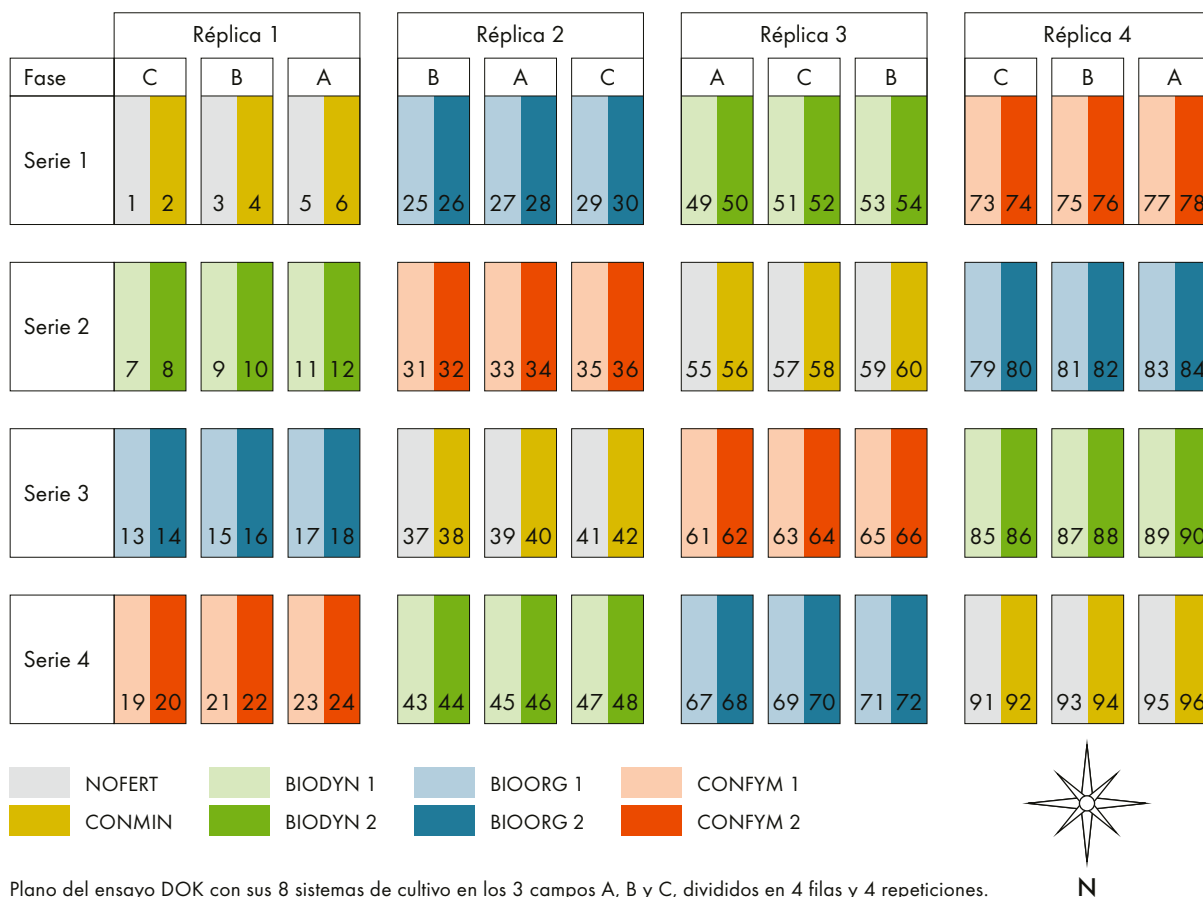 Réplica 1 Réplica 2 Réplica 3 Réplica 4
Fase C B A B A C A C B C B A
Serie 1
1 2 3 4 5 6 25 26 27 28 29 30 49 50 51 52 53 54 73 74 75 76 77 78
Serie 2
7 8 9 10 11 12 31 32 33 34 35 36 55 56 57 58 59 60 79 80 81 82 83 84
Serie 3
13 14 15 16 17 18 37 38 39 40 41 42 61 62 63 64 65 66 85 86 87 88 89 90
Serie 4
19 20 21 22 23 24 43 44 45 46 47 48 67 68 69 70 71 72 91 92 93 94 95 96
NOFERT BIODYN 1 BIOORG 1 CONFYM 1
CONMIN BIODYN 2 BIOORG 2 CONFYM 2
N
Plano del ensayo DOK con sus 8 sistemas de cultivo en los 3 campos A, B y C, divididos en 4 filas y 4 repeticiones.